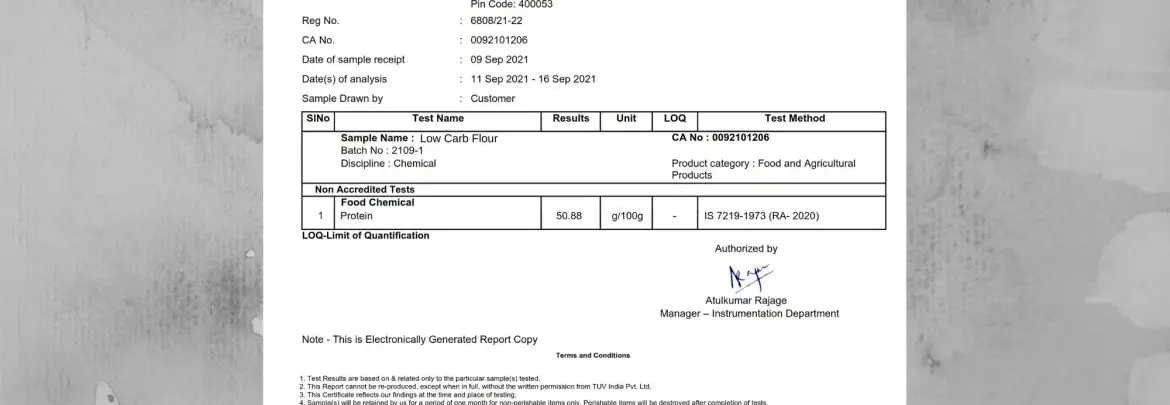 Pin Code: 400053
Reg No. : 6808/21-22
CA No. : 0092101206
Date of sample receipt : 09 Sep 2021
Date(s) of analysis : 11 Sep 2021 - 16 Sep 2021
Sample Drawn by : Customer
SlNo Test Name Results Unit LOQ Test Method
Sample Name : Low Carb Flour CA No : 0092101206
Batch No : 2109-1
Discipline : Chemical Product category : Food and Agricultural
Products
Non Accredited Tests
Food Chemical
1 Protein 50.88 g/100g - IS 7219-1973 (RA- 2020)
LOQ-Limit of Quantification
Authorized by
Atulkumar Rajage
Manager – Instrumentation Department
Note - This is Electronically Generated Report Copy
Terms and Conditions
1. Test Results are based on & related only to the particular sample(s) tested.
2. This Report cannot be re-produced, except when in full, without the written permission from TUV India Pvt. Ltd.
3. This Certificate reflects our findings at the time and place of testing.
4. Sample(s) will be retained by us for a period of one month for non-perishable items only. Perishable items will be destroyed after completion of tests.